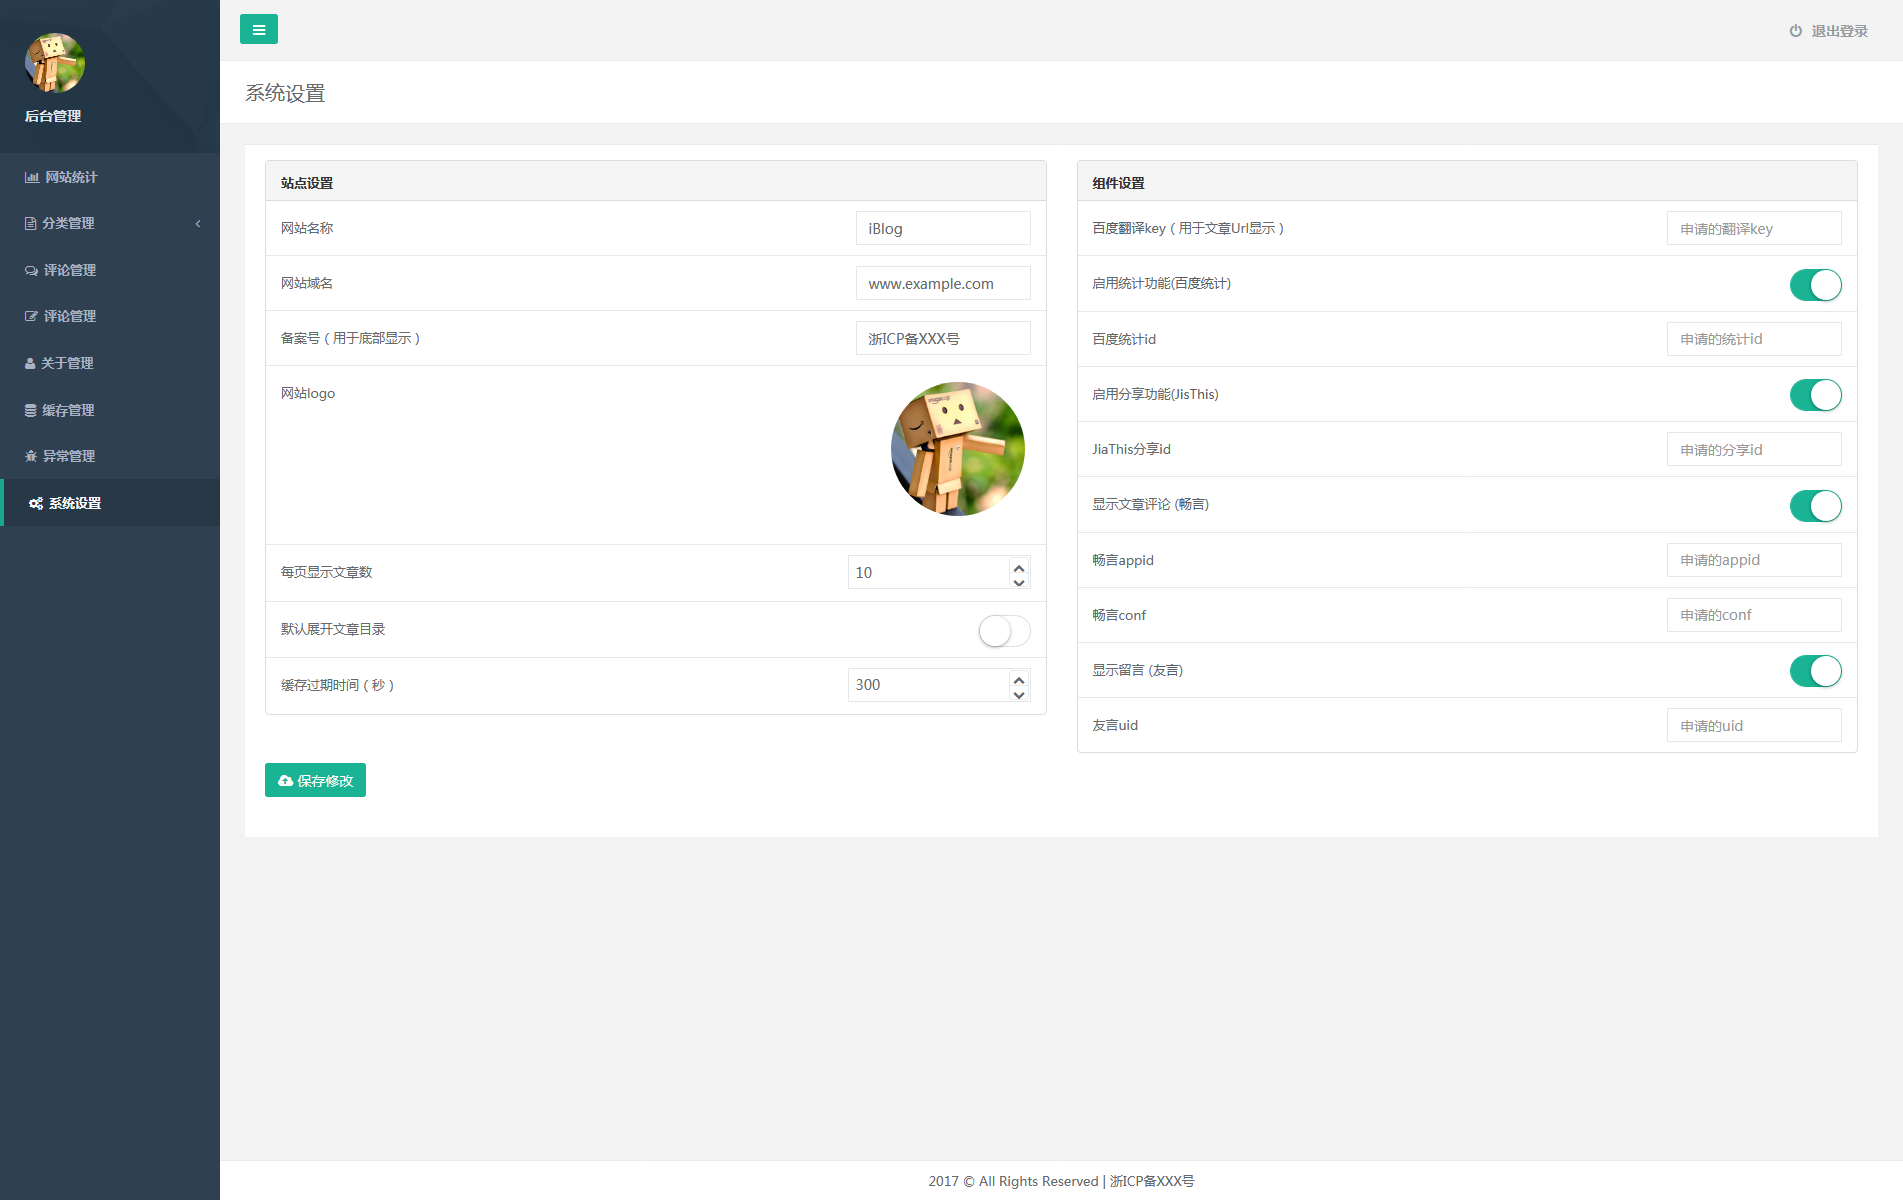 后台管理
网站统计
分类管理
评论管理
评论管理
关于管理
缓存管理
异常管理
系统设置
退出登录
系统设置
站点设置
网站名称
iBlog
网站域名
www.example.com
备案号（用于底部显示）
浙ICP备XXX号
网站logo
每页显示文章数
10
默认展开文章目录
缓存过期时间（秒）
300
保存修改
组件设置
百度翻译key（用于文章Url显示）
申请的翻译key
启用统计功能(百度统计)
百度统计id
申请的统计id
启用分享功能(JisThis)
JiaThis分享id
申请的分享id
显示文章评论 (畅言)
畅言appid
申请的appid
畅言conf
申请的conf
显示留言 (友言)
友言uid
申请的uid
2017 © All Rights Reserved | 浙ICP备XXX号